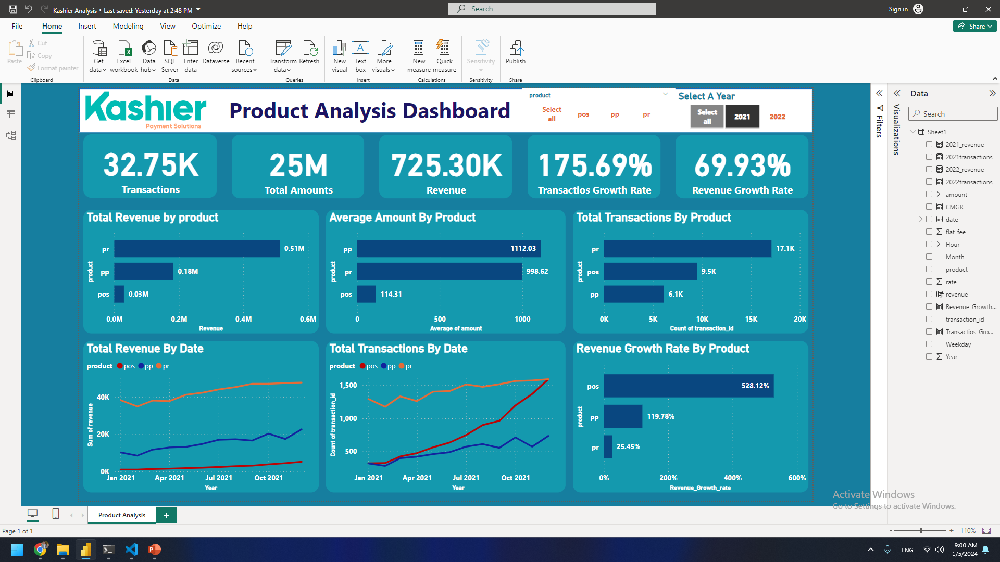 Kashier Analysis • Last saved: Yesterday at 2:48 PM
Search
Sign in
File
Home
Insert
Modeling
View
Optimize
Help
Share
Paste
Cut
Copy
Format painter
Clipboard
Get data
Excel workbook
Data hub
SQL Server
Enter data
Dataverse
Recent sources
Data
Transform data
Refresh
Queries
New visual
Text box
More visuals
Insert
New measure
Quick measure
Calculations
Sensitivity
Sensitivity
Publish
Share
Kashier
Payment Solutions
Product Analysis Dashboard
product
Select all
pos
pp
pr
Select A Year
Select all
2021
2022
32.75K
Transactions
25M
Total Amounts
725.30K
Revenue
175.69%
Transactios Growth Rate
69.93%
Revenue Growth Rate
Total Revenue by product
product
pr
0.51M
pp
0.18M
pos
0.03M
0.0M 0.2M 0.4M 0.6M
Revenue
Average Amount By Product
product
pp
1112.03
pr
998.62
pos
114.31
0 500 1000
Average of amount
Total Transactions By Product
product
pr
17.1K
pos
9.5K
pp
6.1K
0K 5K 10K 15K 20K
Count of transaction_id
Total Revenue By Date
product pos pp pr
Sum of revenue
40K
20K
0K
Jan 2021 Apr 2021 Jul 2021 Oct 2021
Year
Total Transactions By Date
product pos pp pr
Count of transaction_id
1,500
1,000
500
Jan 2021 Apr 2021 Jul 2021 Oct 2021
Year
Revenue Growth Rate By Product
product
pos
528.12%
pp
119.78%
pr
25.45%
0% 200% 400% 600%
Revenue_Growth_rate
Filters
Visualizations
Data
Search
Sheet1
2021_revenue
2021transactions
2022_revenue
2022transactions
amount
CMGR
date
flat_fee
Hour
Month
product
rate
revenue
Revenue_Growth...
transaction_id
Transactios_Gro...
Weekday
Year
Activate Windows
Go to Settings to activate Windows.
Product Analysis
Page 1 of 1
- + 110%
ENG
9:00 AM
1/5/2024